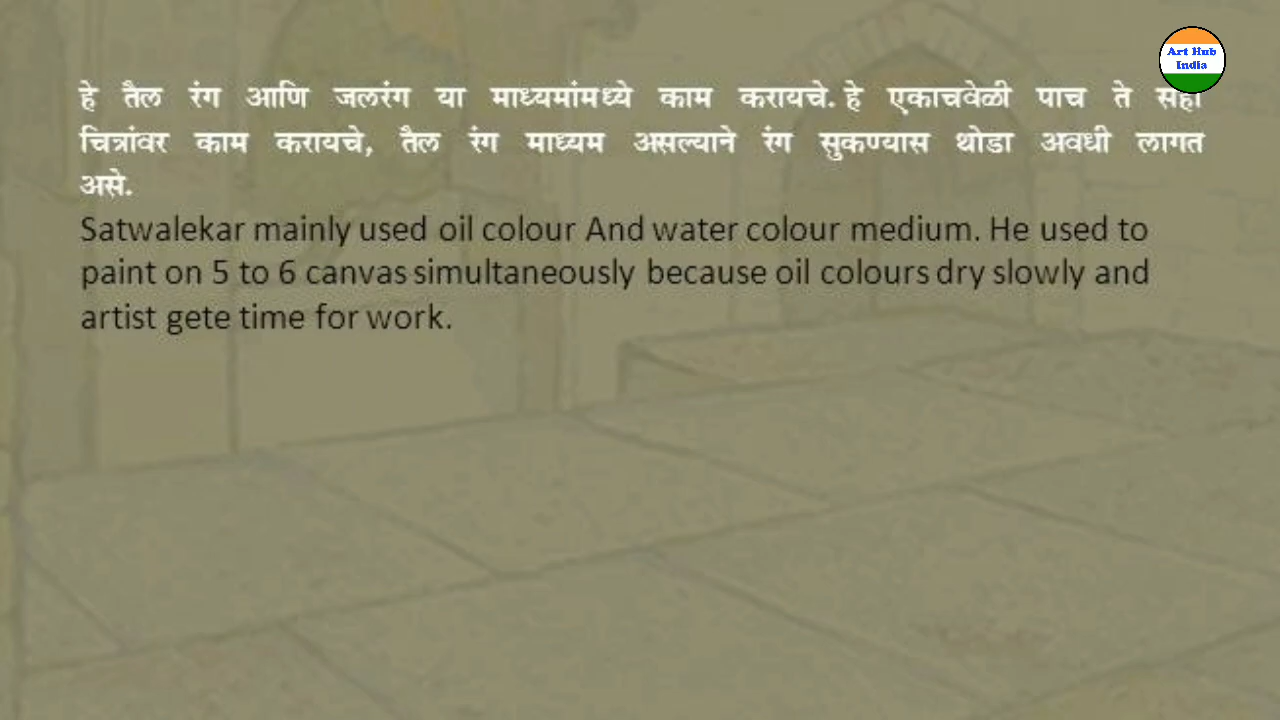 Art Hub
India
हे तैल रंग आणि जलरंग या माध्यमांमध्ये काम करायचे. हे एकाचवेळी पाच ते सहा
चित्रांवर काम करायचे, तैल रंग माध्यम असल्याने रंग सुकण्यास थोडा अवधी लागत
असे.
Satwalekar mainly used oil colour And water colour medium. He used to
paint on 5 to 6 canvas simultaneously because oil colours dry slowly and
artist gete time for work.